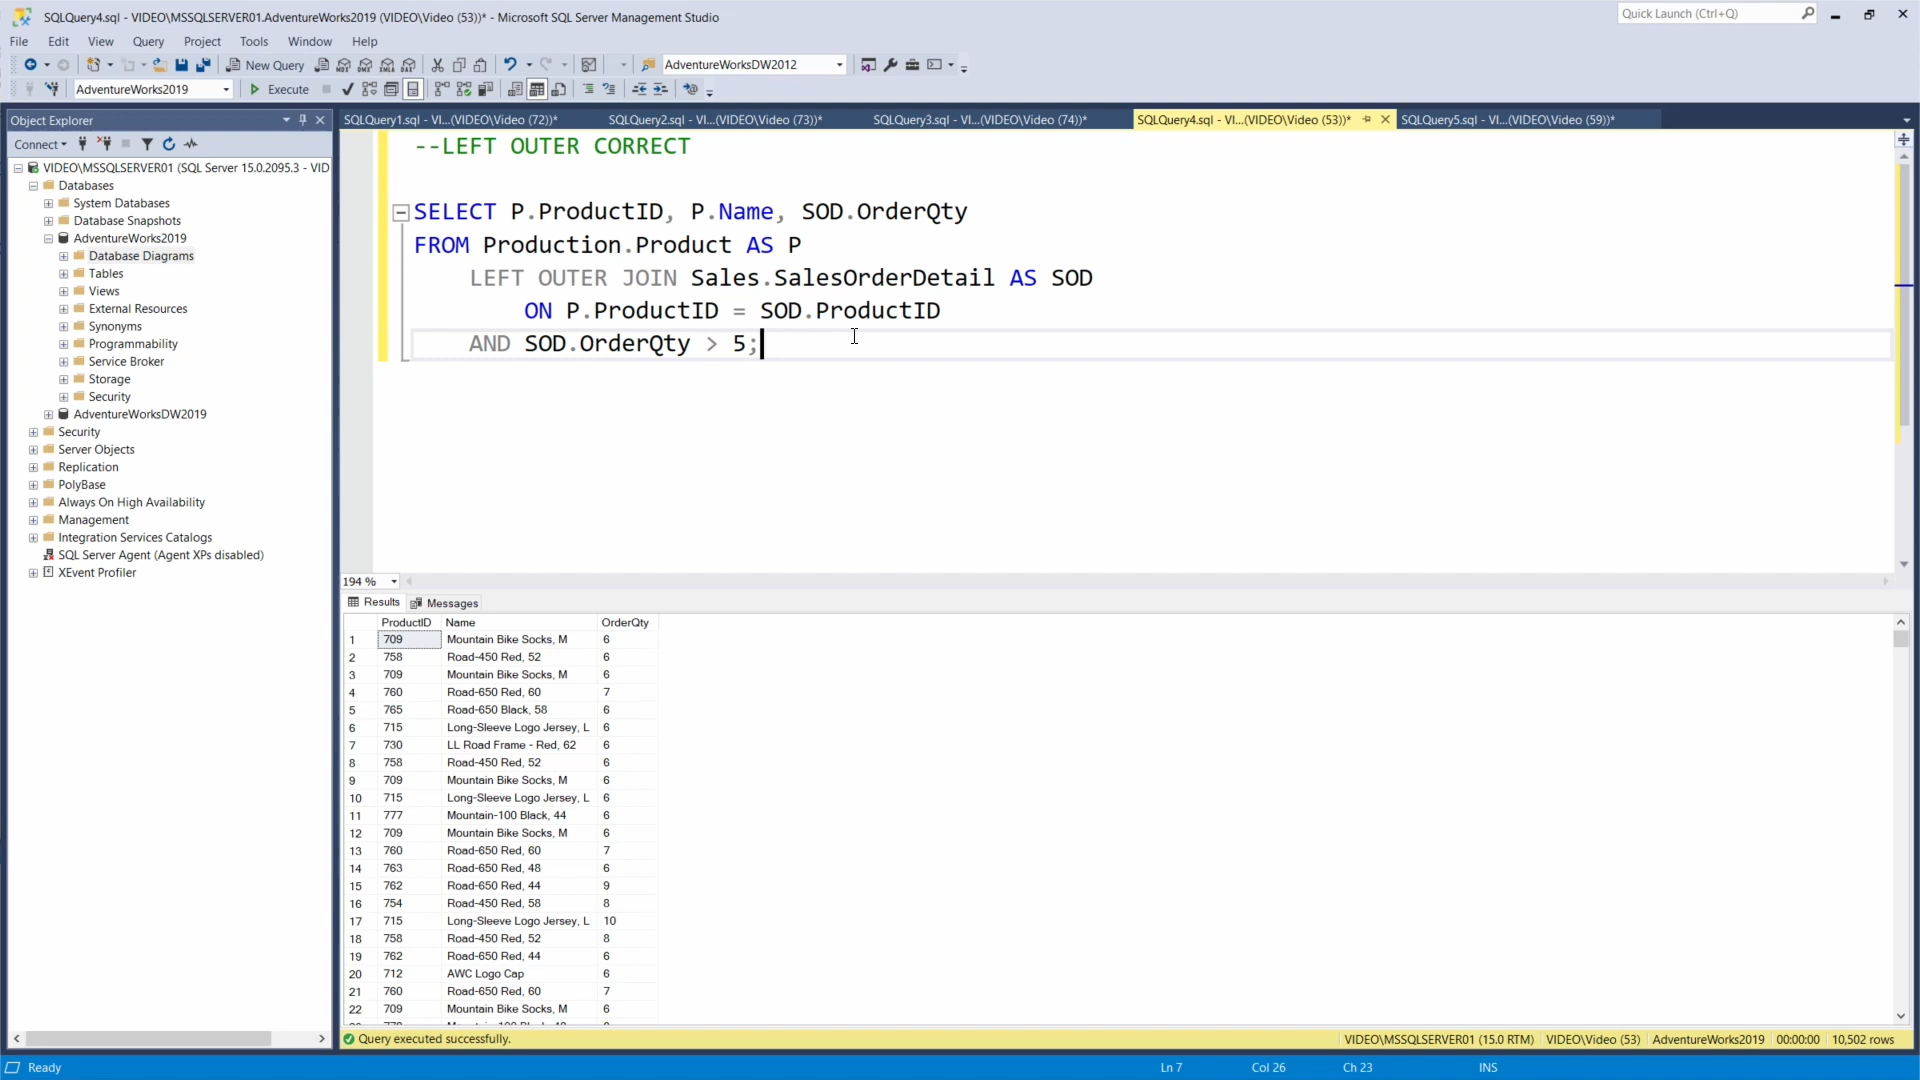 SQLQuery4.sql - VIDEO\MSSQLSERVER01.AdventureWorks2019 (VIDEO\Video (53))* - Microsoft SQL Server Management Studio
Quick Launch (Ctrl+Q)
File Edit View Query Project Tools Window Help
New Query
AdventureWorksDW2012
AdventureWorks2019
Execute
Object Explorer
SQLQuery1.sql - VI...(VIDEO\Video (72))*
SQLQuery2.sql - VI...(VIDEO\Video (73))*
SQLQuery3.sql - VI...(VIDEO\Video (74))*
SQLQuery4.sql - VI...(VIDEO\Video (53))*
SQLQuery5.sql - VI...(VIDEO\Video (59))*
Connect
VIDEO\MSSQLSERVER01 (SQL Server 15.0.2095.3 - VID
Databases
System Databases
Database Snapshots
AdventureWorks2019
Database Diagrams
Tables
Views
External Resources
Synonyms
Programmability
Service Broker
Storage
Security
AdventureWorksDW2019
Security
Server Objects
Replication
PolyBase
Always On High Availability
Management
Integration Services Catalogs
SQL Server Agent (Agent XPs disabled)
XEvent Profiler
--LEFT OUTER CORRECT
SELECT P.ProductID, P.Name, SOD.OrderQty
FROM Production.Product AS P
LEFT OUTER JOIN Sales.SalesOrderDetail AS SOD
ON P.ProductID = SOD.ProductID
AND SOD.OrderQty > 5;
194 %
Results Messages
ProductID Name OrderQty
1 709 Mountain Bike Socks, M 6
2 758 Road-450 Red, 52 6
3 709 Mountain Bike Socks, M 6
4 760 Road-650 Red, 60 7
5 765 Road-650 Black, 58 6
6 715 Long-Sleeve Logo Jersey, L 6
7 730 LL Road Frame - Red, 62 6
8 758 Road-450 Red, 52 6
9 709 Mountain Bike Socks, M 6
10 715 Long-Sleeve Logo Jersey, L 6
11 777 Mountain-100 Black, 44 6
12 709 Mountain Bike Socks, M 6
13 760 Road-650 Red, 60 7
14 763 Road-650 Red, 48 6
15 762 Road-650 Red, 44 9
16 754 Road-450 Red, 58 8
17 715 Long-Sleeve Logo Jersey, L 10
18 758 Road-450 Red, 52 8
19 762 Road-650 Red, 44 6
20 712 AWC Logo Cap 6
21 760 Road-650 Red, 60 7
22 709 Mountain Bike Socks, M 6
Query executed successfully.
VIDEO\MSSQLSERVER01 (15.0 RTM) VIDEO\Video (53) AdventureWorks2019 00:00:00 10,502 rows
Ready
Ln 7 Col 26 Ch 23 INS